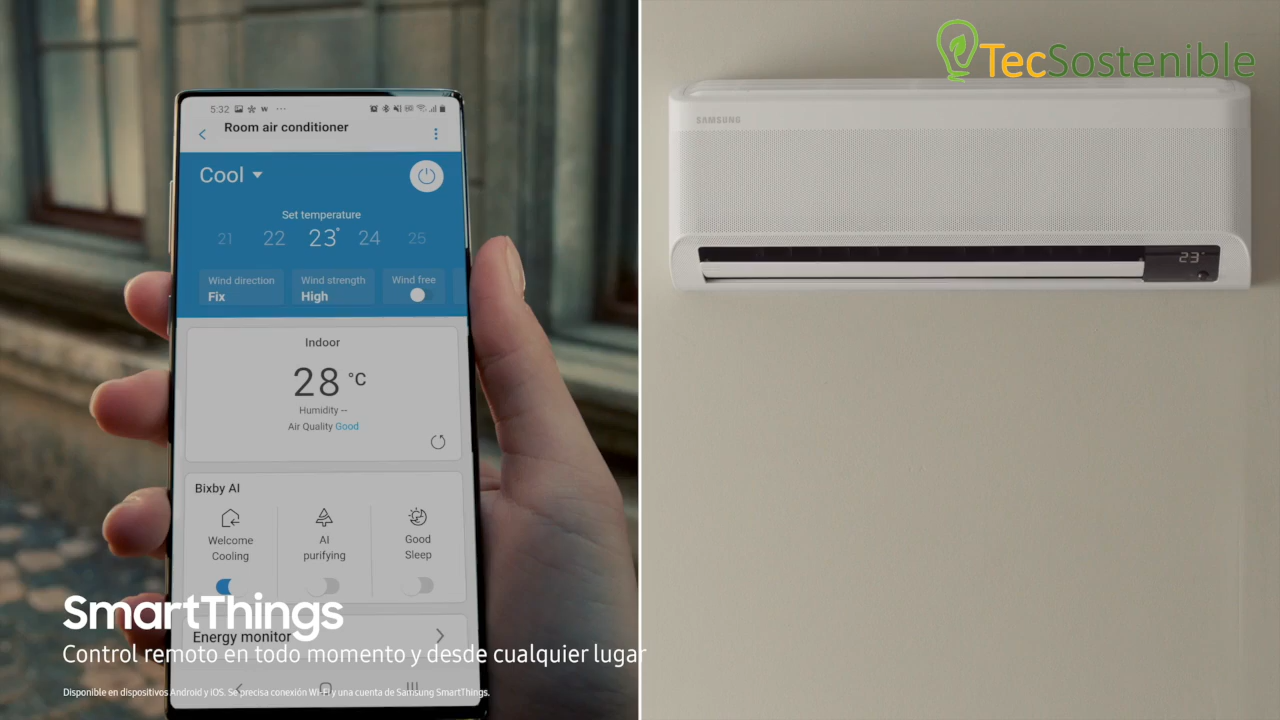 TecSostenible
5:32
W
Room air conditioner
Cool
Set temperature
21 22 23° 24 25
Wind direction
Fix
Wind strength
High
Wind free
Indoor
28 °C
Humidity --
Air Quality Good
Bixby AI
Welcome
Cooling
AI
purifying
Good
Sleep
Energy monitor
SmartThings
Control remoto en todo momento y desde cualquier lugar
Disponible en dispositivos Android y iOS. Se precisa conexión Wi-Fi y una cuenta de Samsung SmartThings.
SAMSUNG
23°